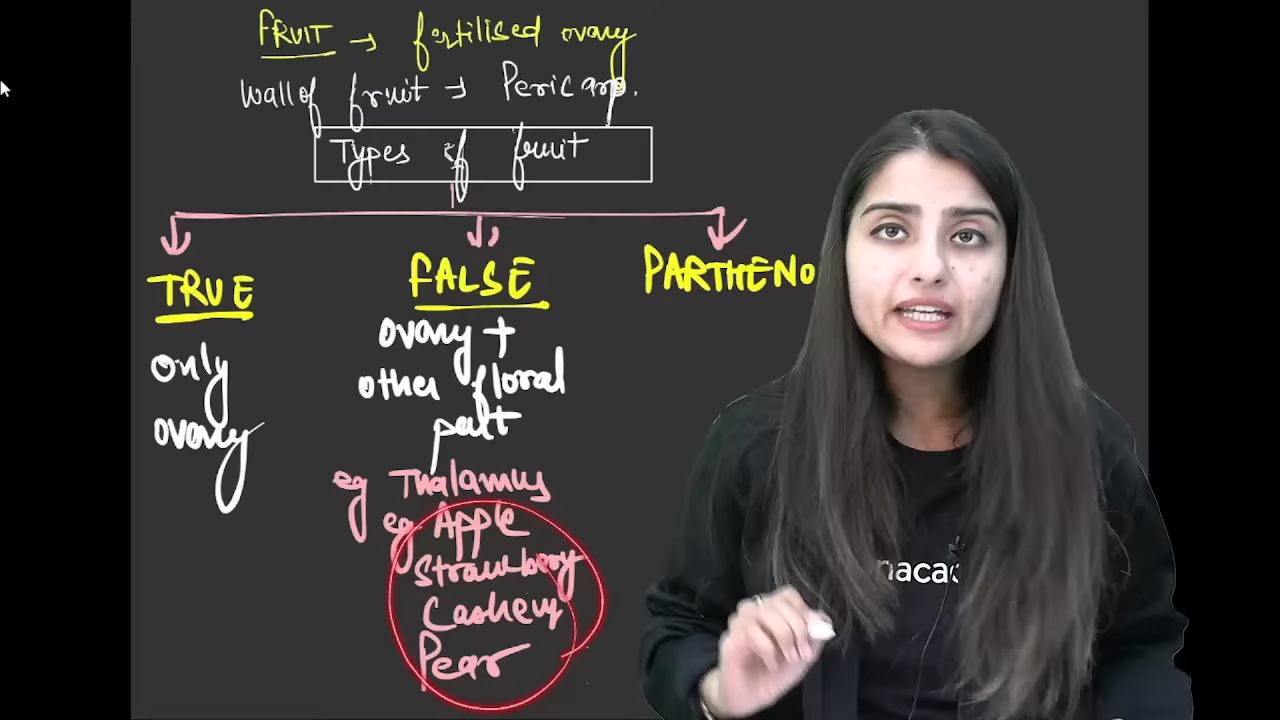 FRUIT → fertilised ovary
Wall of fruit → Pericarp.
Types of fruit
TRUE
only
ovary
FALSE
ovary +
other floral
part
eg Thalamus
eg Apple
Strawberry
Cashew
Pear
PARTHENO
nacac